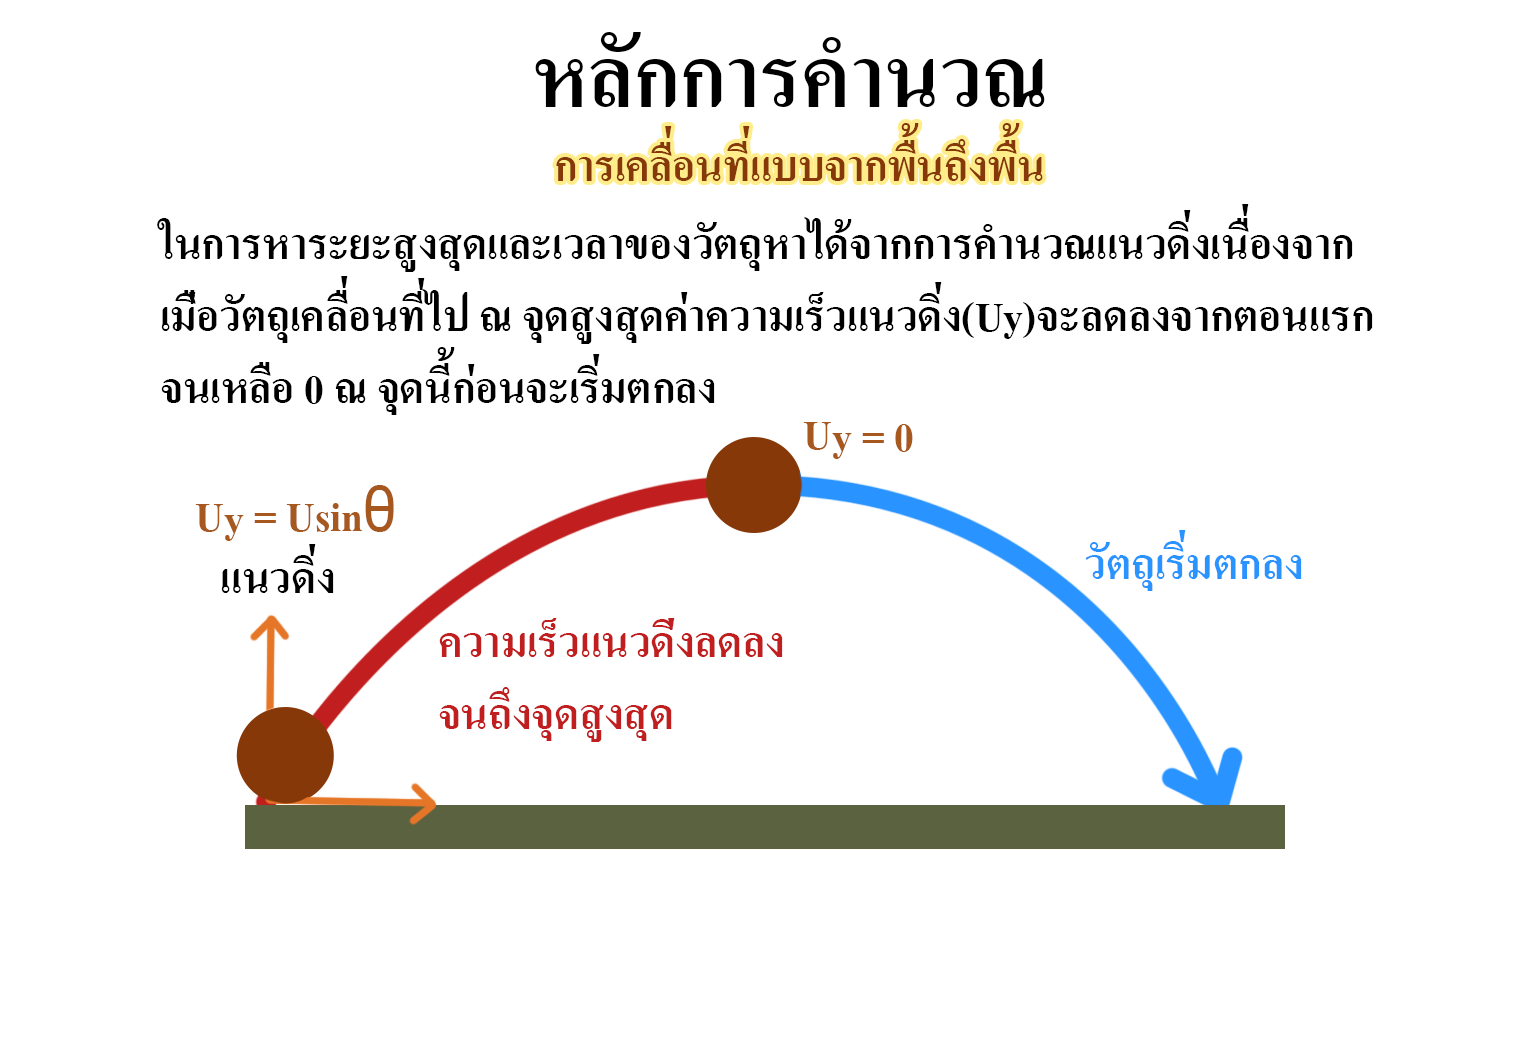 หลักการคำนวณ
การเคลื่อนที่แบบจากพื้นถึงพื้น
ในการหาระยะสูงสุดและเวลาของวัตถุหาได้จากการคำนวณแนวดิ่งเนื่องจาก
เมื่อวัตถุเคลื่อนที่ไป ณ จุดสูงสุดค่าความเร็วแนวดิ่ง(Uy)จะลดลงจากตอนแรก
จนเหลือ 0 ณ จุดนี้ก่อนจะเริ่มตกลง
Uy = 0
Uy = Usinθ
แนวดิ่ง
วัตถุเริ่มตกลง
ความเร็วแนวดีงลดลง
จนถึงจุดสูงสุด